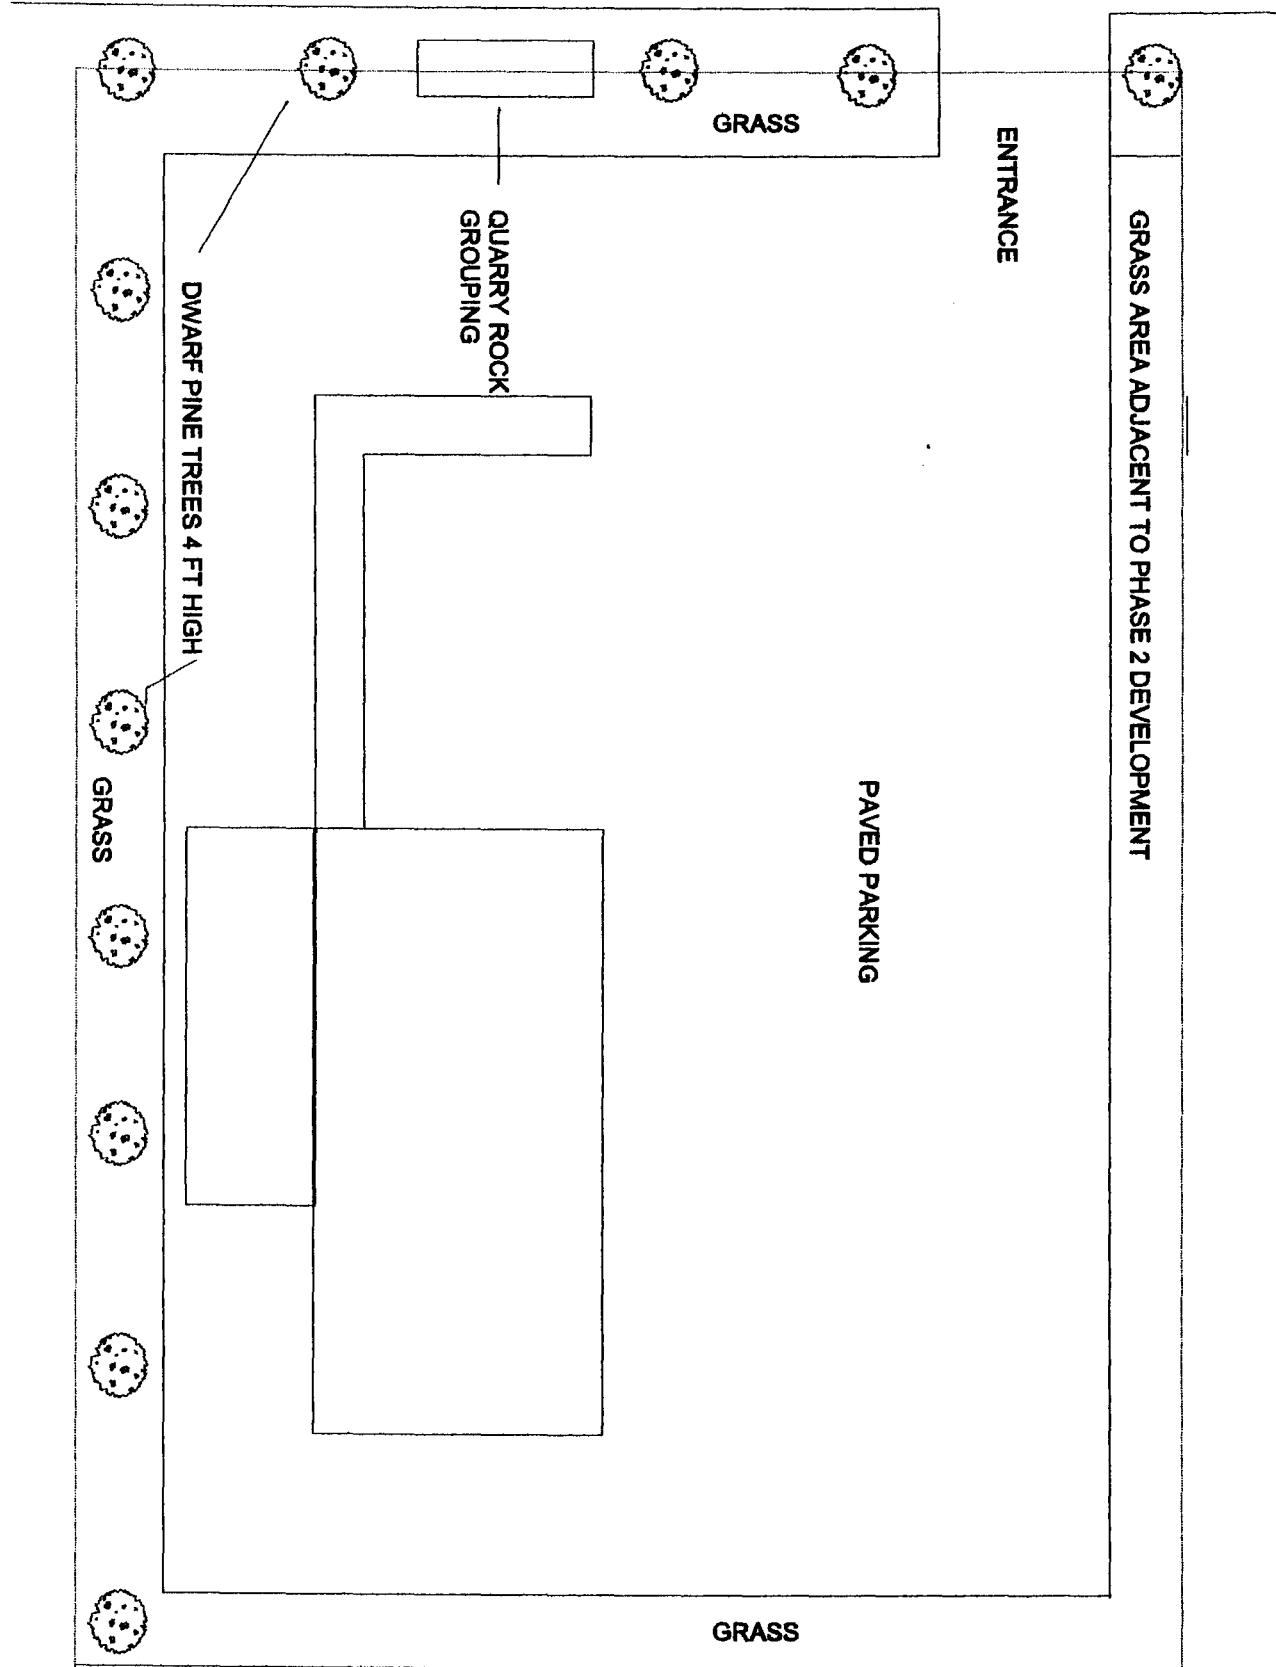 GRASS
ENTRANCE
GRASS AREA ADJACENT TO PHASE 2 DEVELOPMENT
QUARRY ROCK
GROUPING
DWARF PINE TREES 4 FT HIGH
PAVED PARKING
GRASS
GRASS